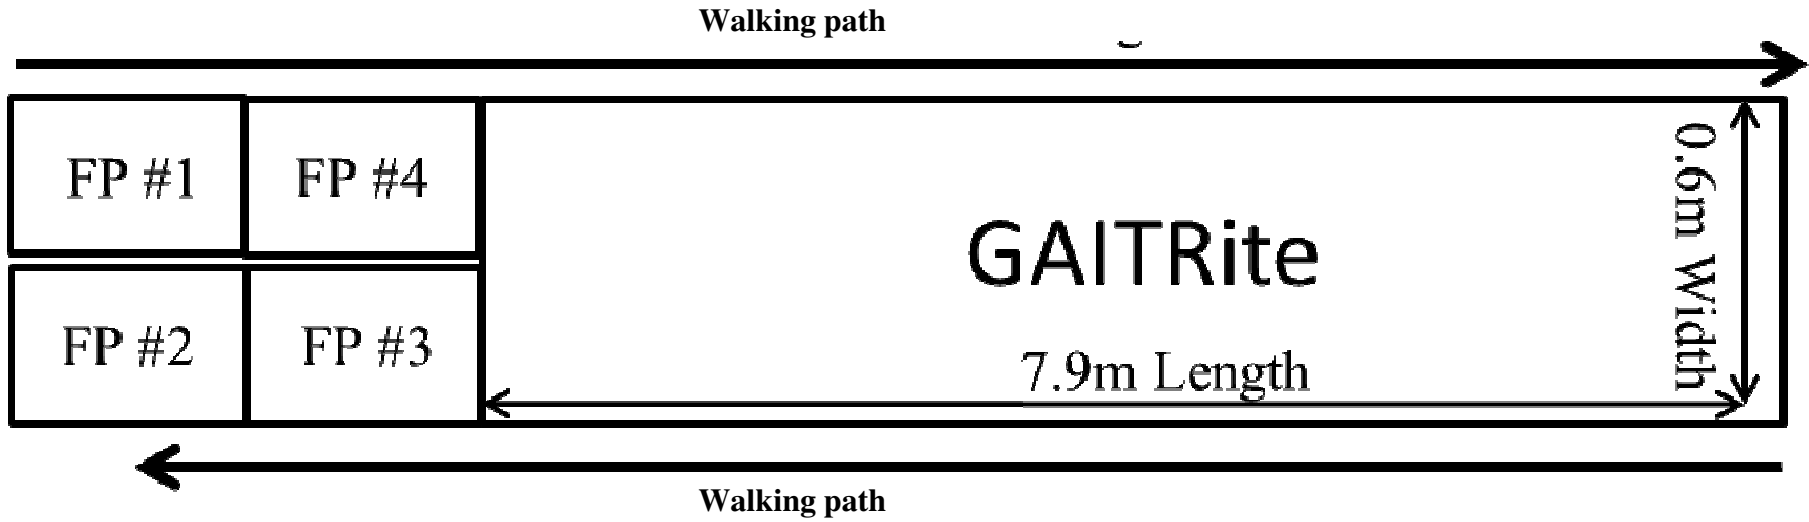 Walking path
FP #1
FP #4
0.6m Width
GAITRite
FP #2
FP #3
7.9m Length
Walking path